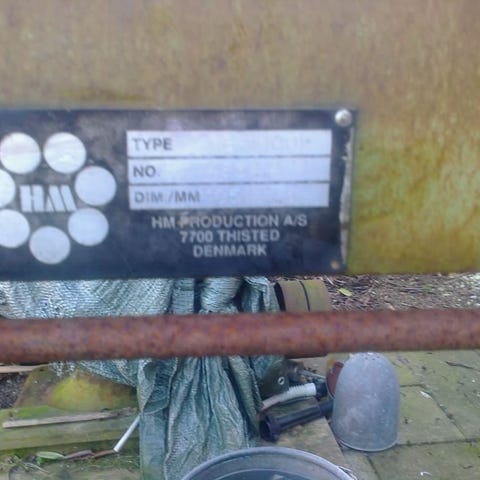 HM
TYPE
NO.
DIM./MM
HM PRODUCTION A/S
7700 THISTED
DENMARK